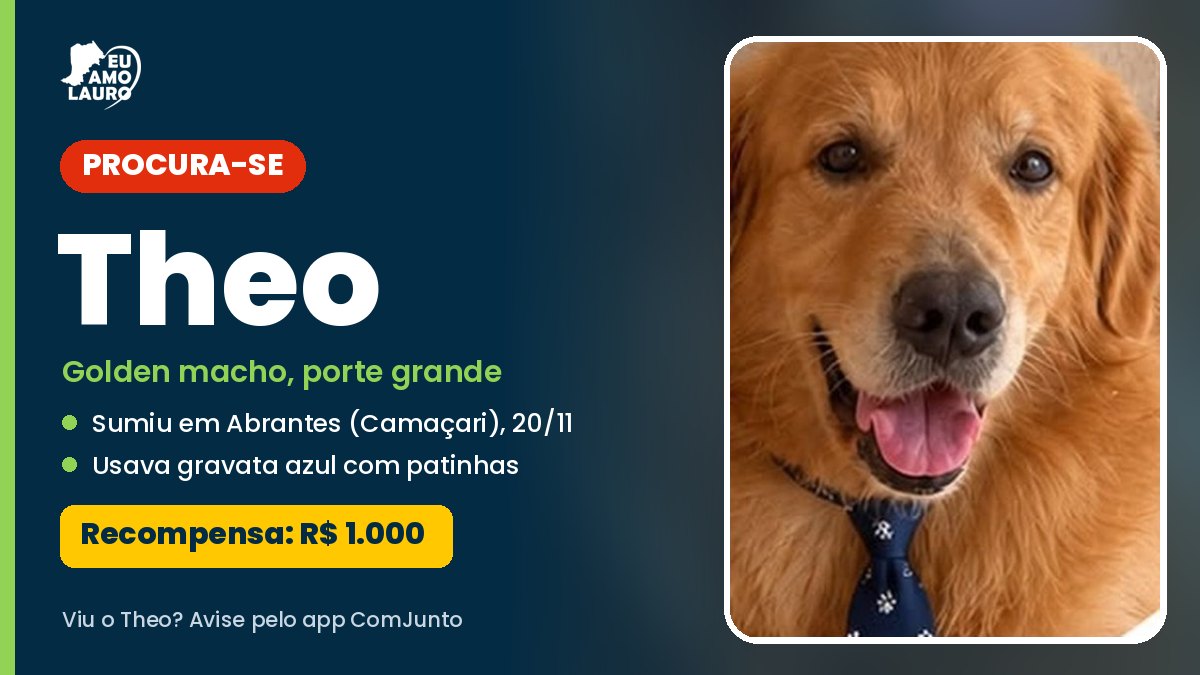 EU
AMO
LAURO
PROCURA-SE
Theo
Golden macho, porte grande
Sumiu em Abrantes (Camaçari), 20/11
Usava gravata azul com patinhas
Recompensa: R$ 1.000
Viu o Theo? Avise pelo app ComJunto